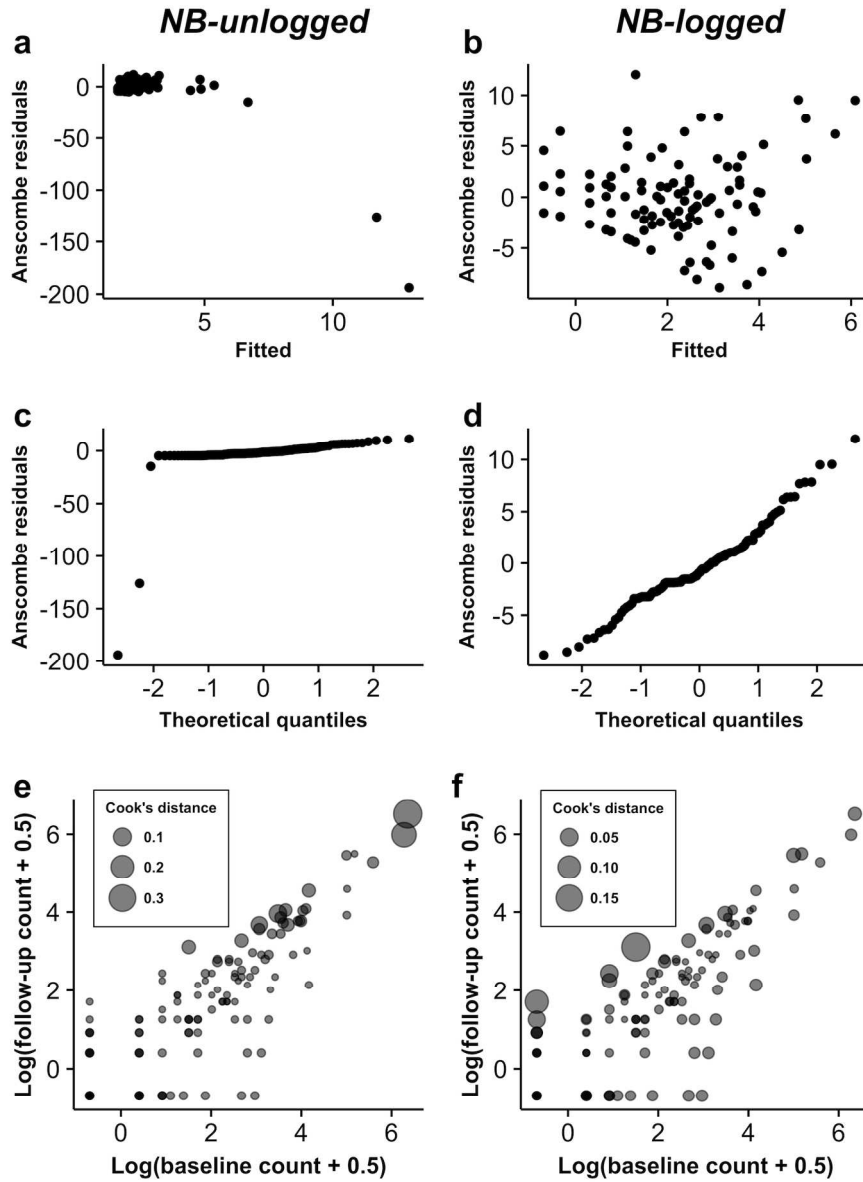 NB-unlogged
NB-logged
a
Anscombe residuals
0
-50
-100
-150
-200
5
10
Fitted
b
Anscombe residuals
10
5
0
-5
0
2
4
6
Fitted
c
Anscombe residuals
0
-50
-100
-150
-200
-2
-1
0
1
2
Theoretical quantiles
d
Anscombe residuals
10
5
0
-5
-2
-1
0
1
2
Theoretical quantiles
e
Log(follow-up count + 0.5)
6
4
2
0
Cook's distance
0.1
0.2
0.3
0
2
4
6
Log(baseline count + 0.5)
f
Log(follow-up count + 0.5)
6
4
2
0
Cook's distance
0.05
0.10
0.15
0
2
4
6
Log(baseline count + 0.5)